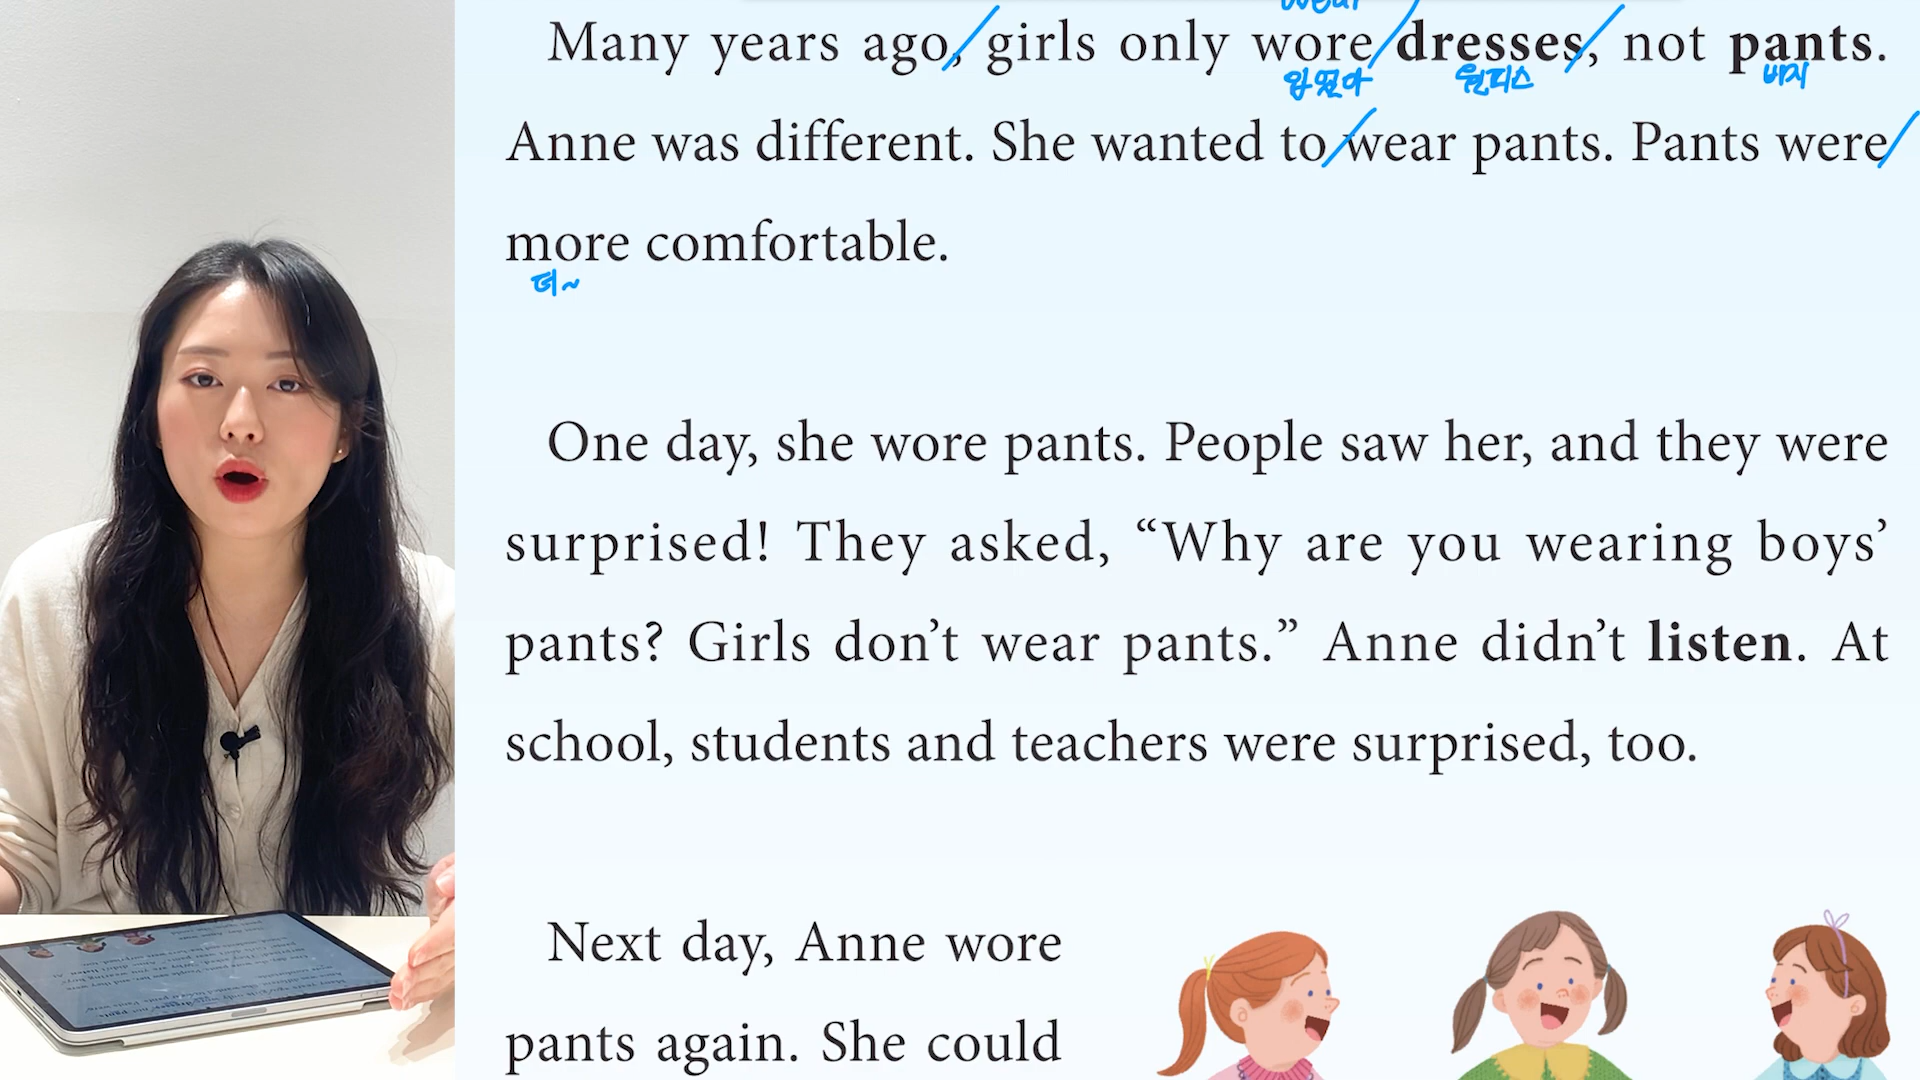 wear
Many years ago, girls only wore dresses, not pants.
입었다 원피스 바지
Anne was different. She wanted to wear pants. Pants were
more comfortable.
더~
One day, she wore pants. People saw her, and they were
surprised! They asked, “Why are you wearing boys’
pants? Girls don’t wear pants.” Anne didn’t listen. At
school, students and teachers were surprised, too.
Next day, Anne wore
pants again. She could